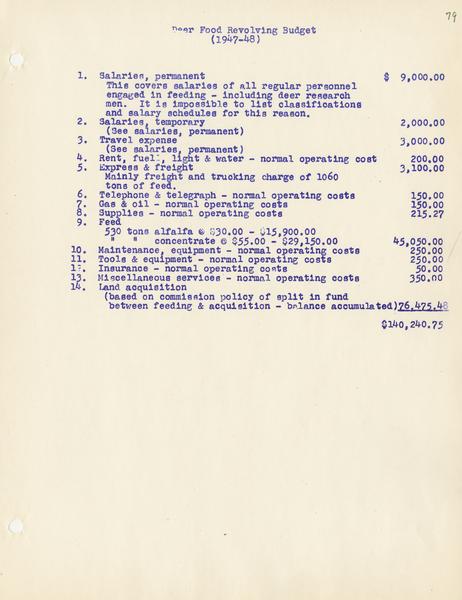 79
Deer Food Revolving Budget
(1947-48)
1. Salaries, permanent $ 9,000.00
This covers salaries of all regular personnel
engaged in feeding - including deer research
men. It is impossible to list classifications
and salary schedules for this reason.
2. Salaries, temporary 2,000.00
(See salaries, permanent)
3. Travel expense 3,000.00
(See salaries, permanent)
4. Rent, fuel, light & water - normal operating cost 200.00
5. Express & freight 3,100.00
Mainly freight and trucking charge of 1060
tons of feed.
6. Telephone & telegraph - normal operating costs 150.00
7. Gas & oil - normal operating costs 150.00
8. Supplies - normal operating costs 215.27
9. Feed
530 tons alfalfa @ $30.00 - $15,900.00
" " concentrate @ $55.00 - $29,150.00 45,050.00
10. Maintenance, equipment - normal operating costs 250.00
11. Tools & equipment - normal operating costs 250.00
12. Insurance - normal operating costs 50.00
13. Miscellaneous services - normal operating costs 350.00
14. Land acquisition
(based on commission policy of split in fund
between feeding & acquisition - balance accumulated) 76,475.48
$140,240.75